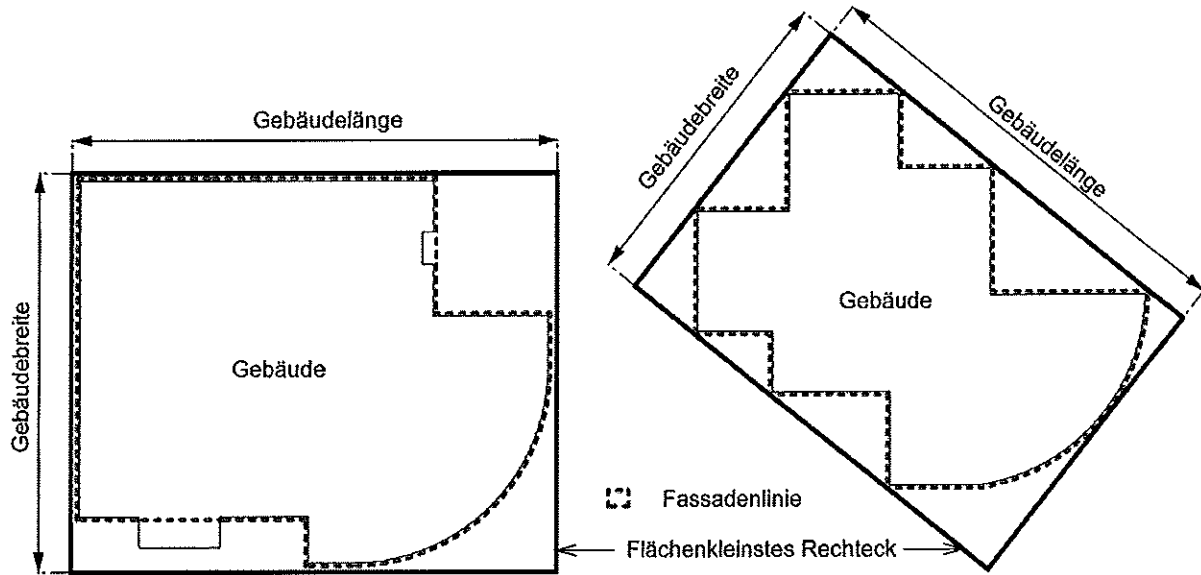 Gebäudelänge
Gebäudebreite
Gebäude
Gebäudebreite
Gebäudelänge
Gebäude
Fassadenlinie
Flächenkleinstes Rechteck